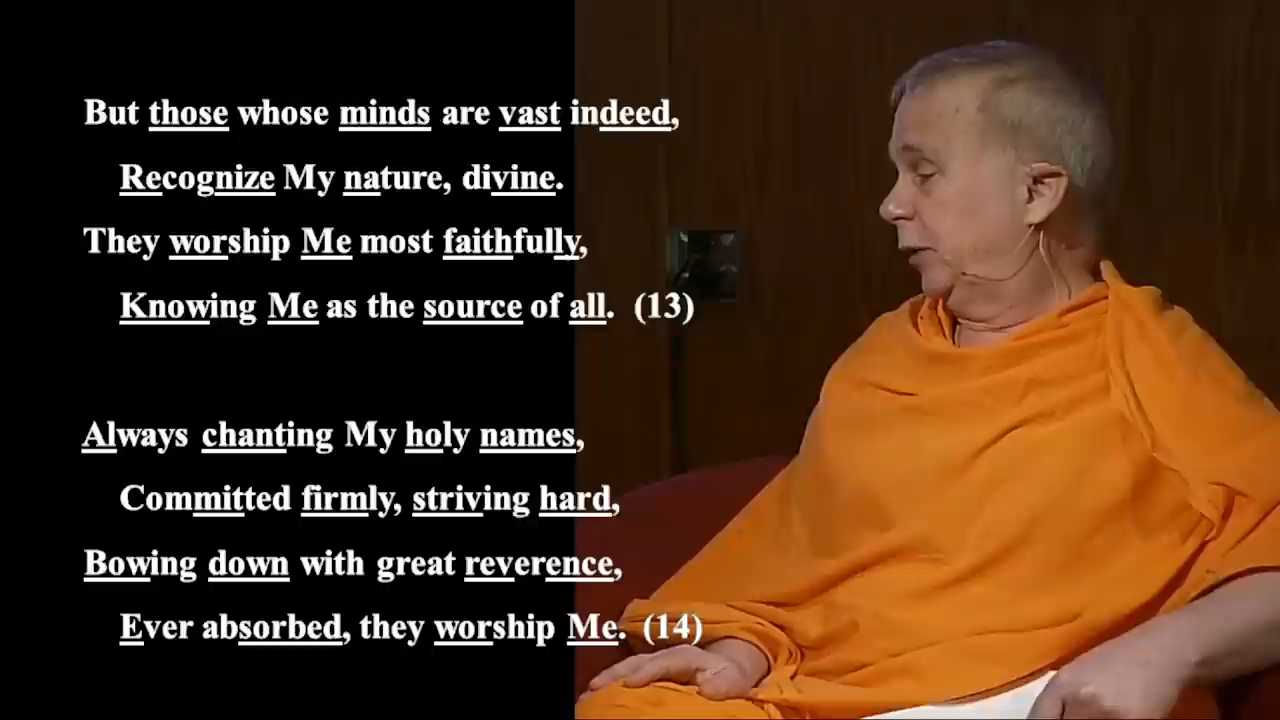 But those whose minds are vast indeed,
Recognize My nature, divine.
They worship Me most faithfully,
Knowing Me as the source of all. (13)
Always chanting My holy names,
Committed firmly, striving hard,
Bowing down with great reverence,
Ever absorbed, they worship Me. (14)